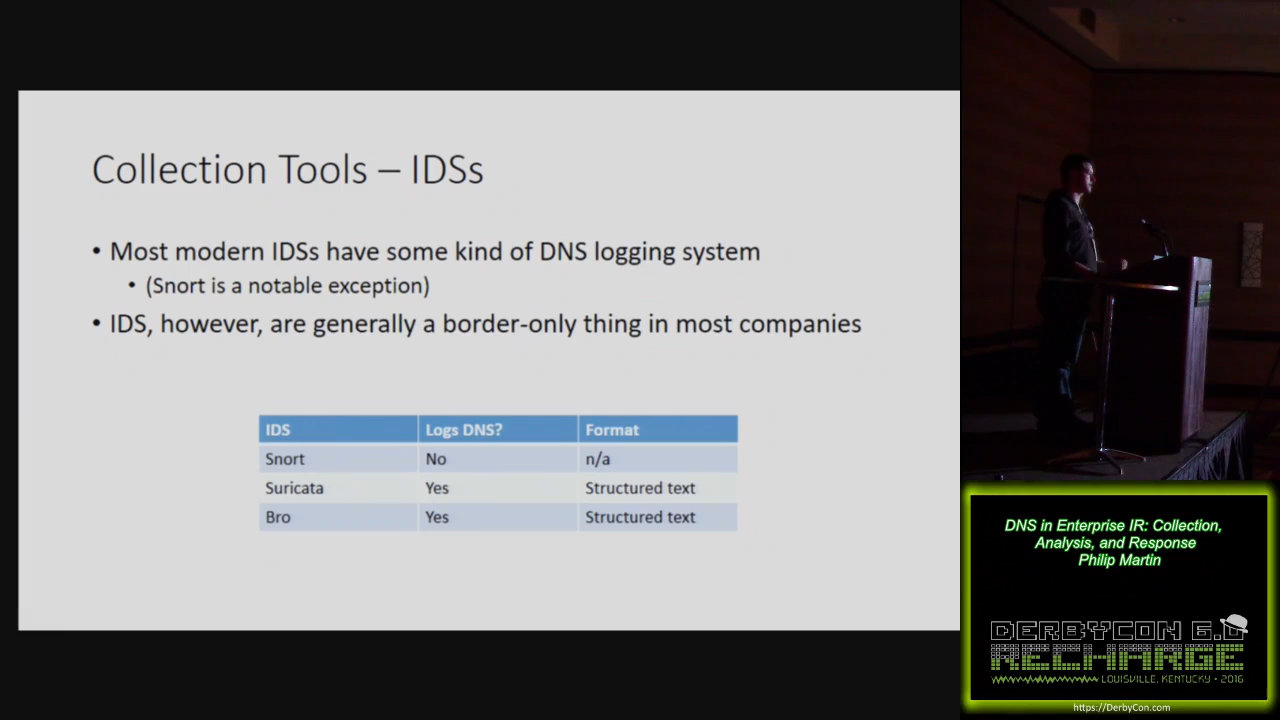 Collection Tools – IDSs
• Most modern IDSs have some kind of DNS logging system
• (Snort is a notable exception)
• IDS, however, are generally a border-only thing in most companies
IDS Logs DNS? Format
Snort No n/a
Suricata Yes Structured text
Bro Yes Structured text
DNS in Enterprise IR: Collection,
Analysis, and Response
Philip Martin
DERBYCON 6.0
RECHARGE
LOUISVILLE, KENTUCKY • 2016
https://DerbyCon.com